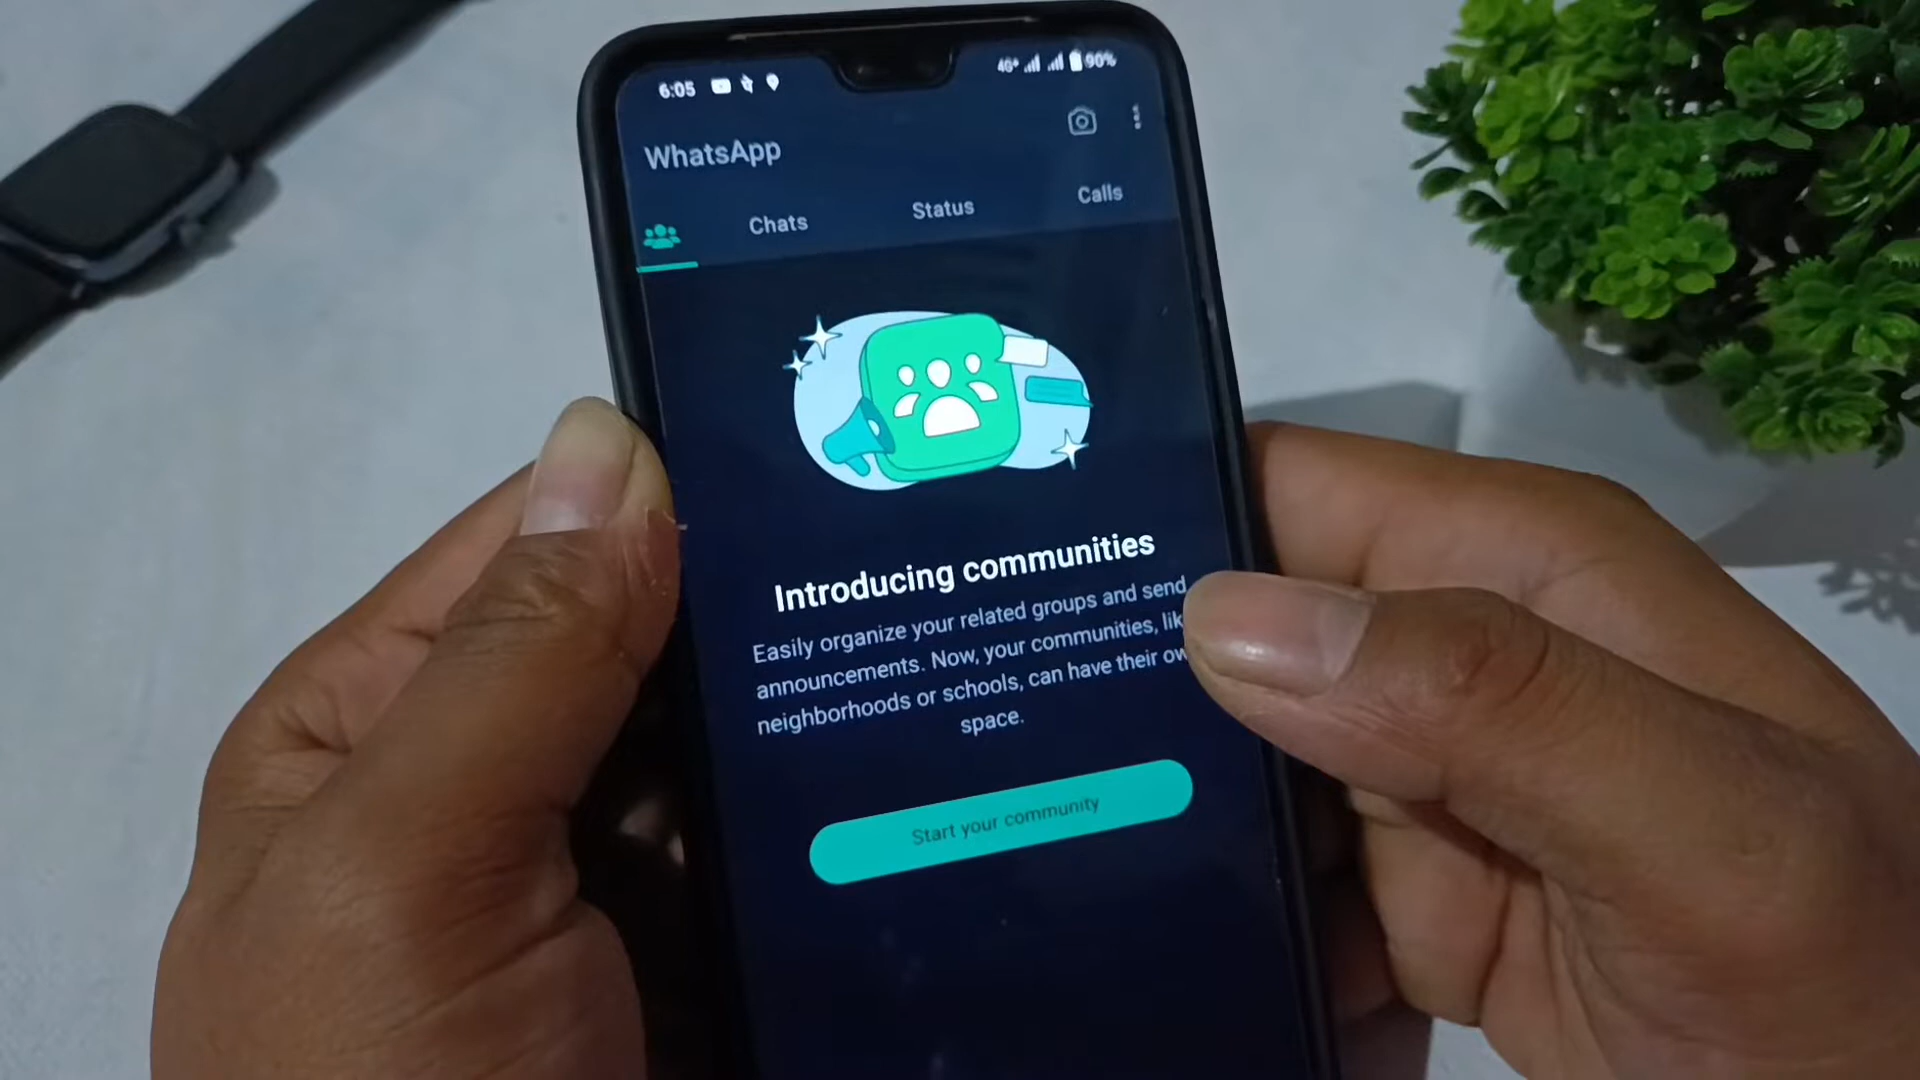 6:05 4G+ 90%
WhatsApp
Chats Status Calls
Introducing communities
Easily organize your related groups and send
announcements. Now, your communities, lik
neighborhoods or schools, can have their ow
space.
Start your community